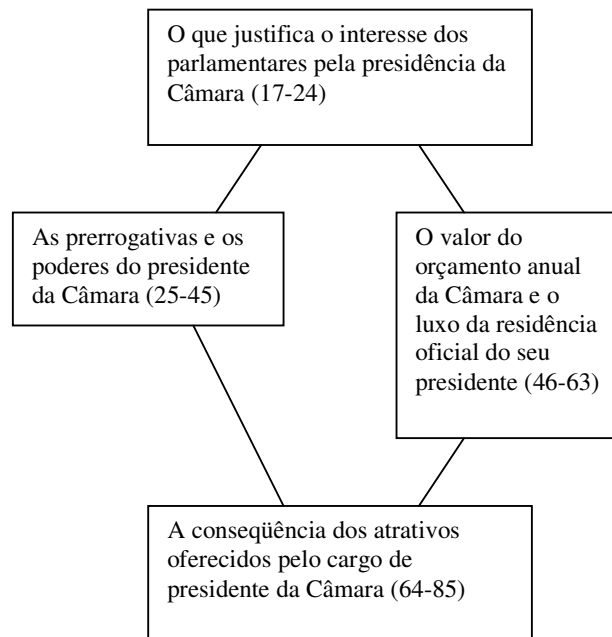 O que justifica o interesse dos
parlamentares pela presidência da
Câmara (17-24)
As prerrogativas e os
poderes do presidente
da Câmara (25-45)
O valor do
orçamento anual
da Câmara e o
luxo da residência
oficial do seu
presidente (46-63)
A conseqüência dos atrativos
oferecidos pelo cargo de
presidente da Câmara (64-85)